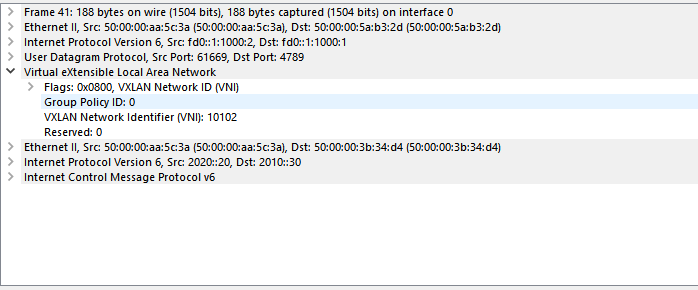 Frame 41: 188 bytes on wire (1504 bits), 188 bytes captured (1504 bits) on interface 0
Ethernet II, Src: 50:00:00:aa:5c:3a (50:00:00:aa:5c:3a), Dst: 50:00:00:5a:b3:2d (50:00:00:5a:b3:2d)
Internet Protocol Version 6, Src: fd0::1:1000:2, Dst: fd0::1:1000:1
User Datagram Protocol, Src Port: 61669, Dst Port: 4789
Virtual eXtensible Local Area Network
Flags: 0x0800, VXLAN Network ID (VNI)
Group Policy ID: 0
VXLAN Network Identifier (VNI): 10102
Reserved: 0
Ethernet II, Src: 50:00:00:aa:5c:3a (50:00:00:aa:5c:3a), Dst: 50:00:00:3b:34:d4 (50:00:00:3b:34:d4)
Internet Protocol Version 6, Src: 2020::20, Dst: 2010::30
Internet Control Message Protocol v6